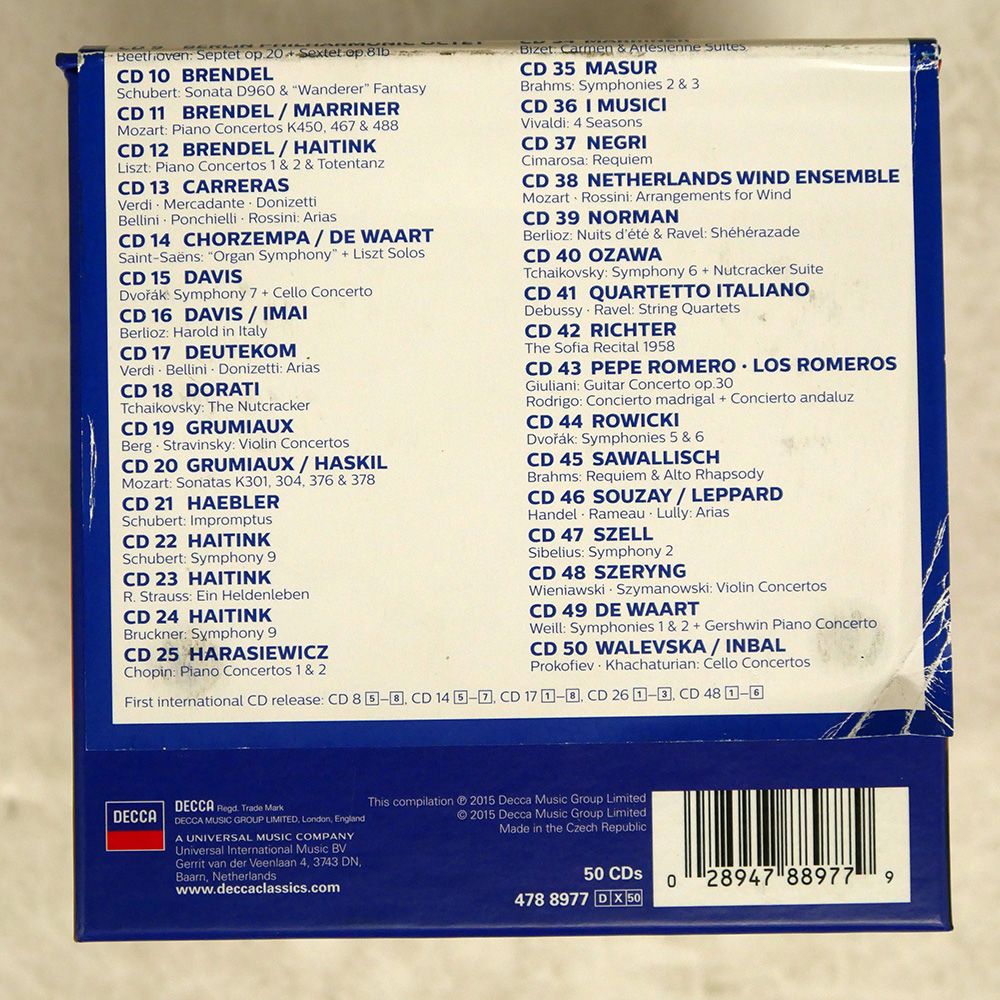 CD 9 BERLIN PHILHARMONIC OCTET
Beethoven: Septet op.20 + Sextet op.81b
CD 10 BRENDEL
Schubert: Sonata D960 & “Wanderer” Fantasy
CD 11 BRENDEL / MARRINER
Mozart: Piano Concertos K450, 467 & 488
CD 12 BRENDEL / HAITINK
Liszt: Piano Concertos 1 & 2 & Totentanz
CD 13 CARRERAS
Verdi · Mercadante · Donizetti
Bellini · Ponchielli · Rossini: Arias
CD 14 CHORZEMPA / DE WAART
Saint-Saëns: “Organ Symphony” + Liszt Solos
CD 15 DAVIS
Dvořák: Symphony 7 + Cello Concerto
CD 16 DAVIS / IMAI
Berlioz: Harold in Italy
CD 17 DEUTEKOM
Verdi · Bellini · Donizetti: Arias
CD 18 DORATI
Tchaikovsky: The Nutcracker
CD 19 GRUMIAUX
Berg · Stravinsky: Violin Concertos
CD 20 GRUMIAUX / HASKIL
Mozart: Sonatas K301, 304, 376 & 378
CD 21 HAEBLER
Schubert: Impromptus
CD 22 HAITINK
Schubert: Symphony 9
CD 23 HAITINK
R. Strauss: Ein Heldenleben
CD 24 HAITINK
Bruckner: Symphony 9
CD 25 HARASIEWICZ
Chopin: Piano Concertos 1 & 2
CD 34 MARRINER
Bizet: Carmen & Arlésienne Suites
CD 35 MASUR
Brahms: Symphonies 2 & 3
CD 36 I MUSICI
Vivaldi: 4 Seasons
CD 37 NEGRI
Cimarosa: Requiem
CD 38 NETHERLANDS WIND ENSEMBLE
Mozart · Rossini: Arrangements for Wind
CD 39 NORMAN
Berlioz: Nuits d’été & Ravel: Shéhérazade
CD 40 OZAWA
Tchaikovsky: Symphony 6 + Nutcracker Suite
CD 41 QUARTETTO ITALIANO
Debussy · Ravel: String Quartets
CD 42 RICHTER
The Sofia Recital 1958
CD 43 PEPE ROMERO · LOS ROMEROS
Giuliani: Guitar Concerto op.30
Rodrigo: Concierto madrigal + Concierto andaluz
CD 44 ROWICKI
Dvořák: Symphonies 5 & 6
CD 45 SAWALLISCH
Brahms: Requiem & Alto Rhapsody
CD 46 SOUZAY / LEPPARD
Handel · Rameau · Lully: Arias
CD 47 SZELL
Sibelius: Symphony 2
CD 48 SZERYNG
Wieniawski · Szymanowski: Violin Concertos
CD 49 DE WAART
Weill: Symphonies 1 & 2 + Gershwin Piano Concerto
CD 50 WALEVSKA / INBAL
Prokofiev · Khachaturian: Cello Concertos
First international CD release: CD 8 5–8, CD 14 5–7, CD 17 1–8, CD 26 1–3, CD 48 1–6
DECCA
DECCA Regd. Trade Mark
DECCA MUSIC GROUP LIMITED, London, England
A UNIVERSAL MUSIC COMPANY
Universal International Music BV
Gerrit van der Veenlaan 4, 3743 DN,
Baarn, Netherlands
www.deccaclassics.com
This compilation ℗ 2015 Decca Music Group Limited
© 2015 Decca Music Group Limited
Made in the Czech Republic
50 CDs
478 8977 D X 50
0 28947 88977 9